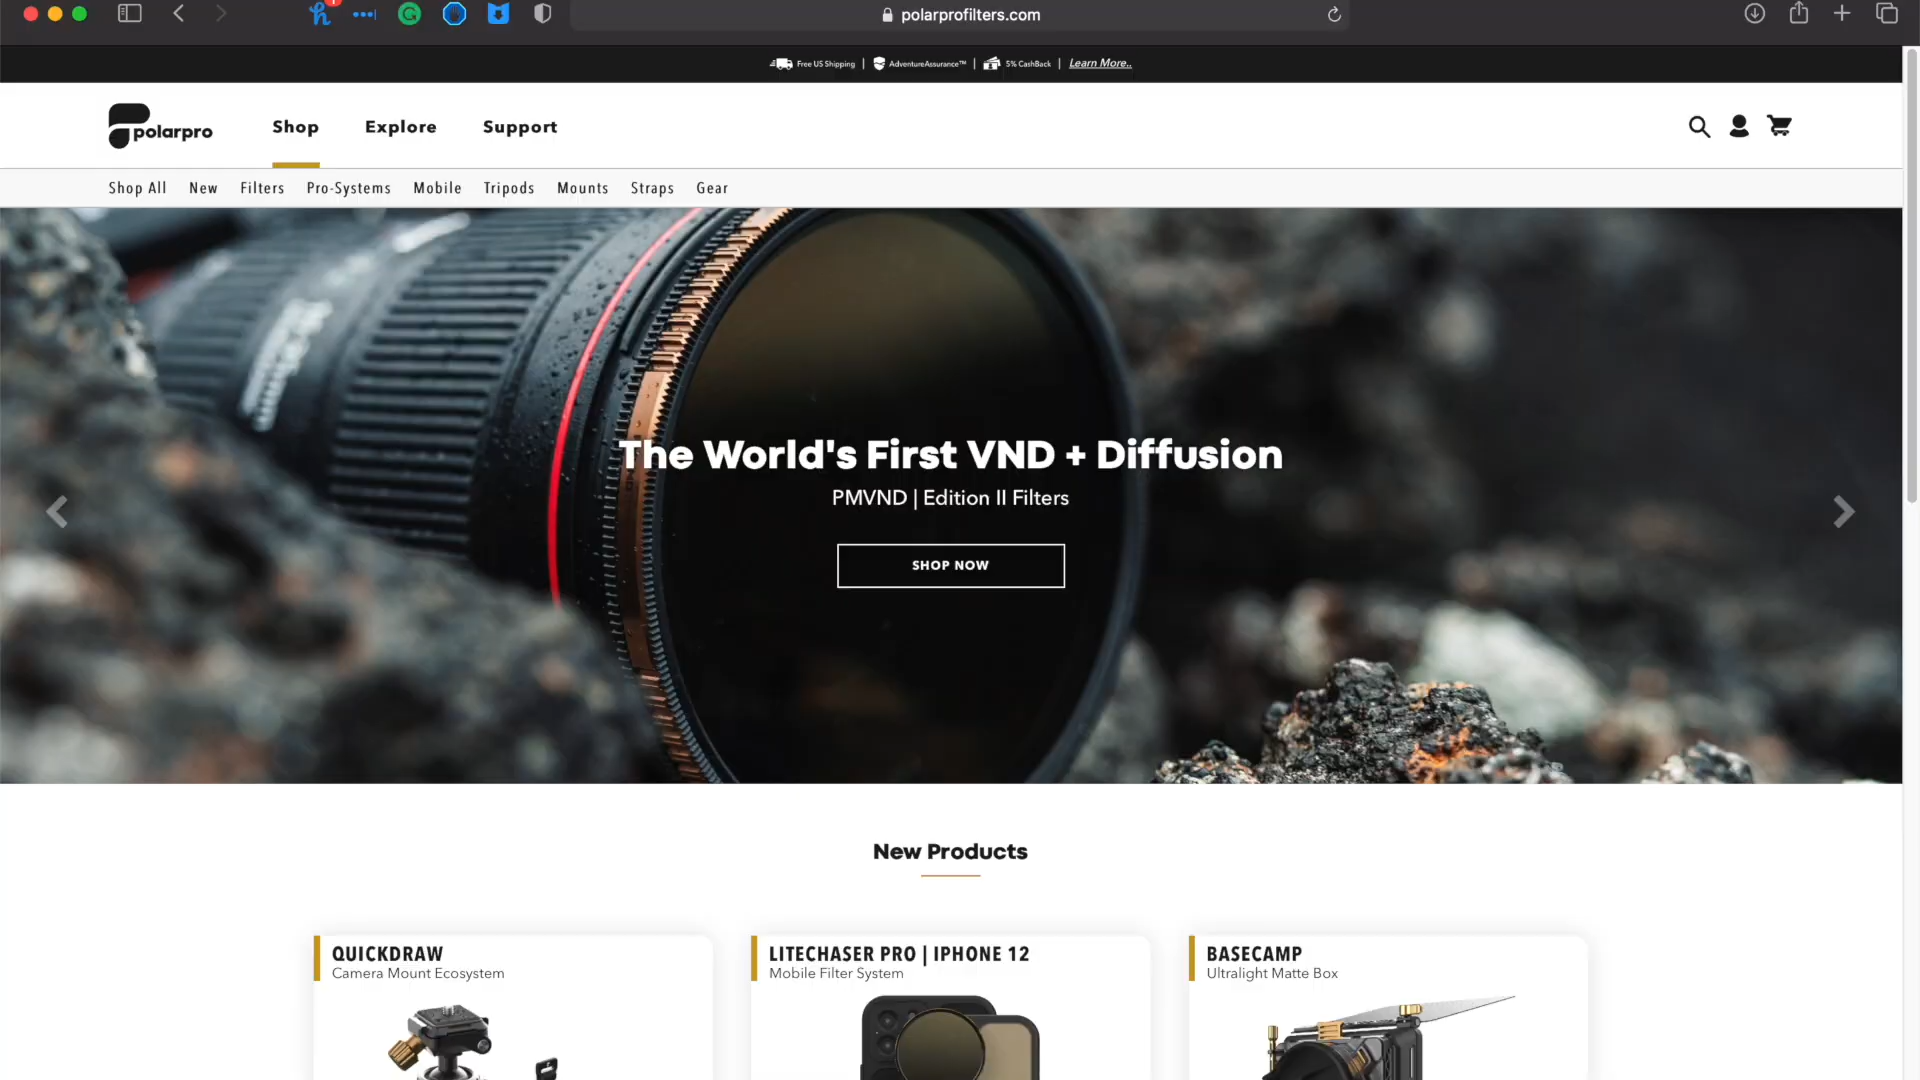 polarprofilters.com
Free US Shipping | AdventureAssurance™ | 5% CashBack | Learn More..
polarpro
Shop Explore Support
Shop All New Filters Pro-Systems Mobile Tripods Mounts Straps Gear
The World's First VND + Diffusion
PMVND | Edition II Filters
SHOP NOW
New Products
QUICKDRAW
Camera Mount Ecosystem
LITECHASER PRO | IPHONE 12
Mobile Filter System
BASECAMP
Ultralight Matte Box